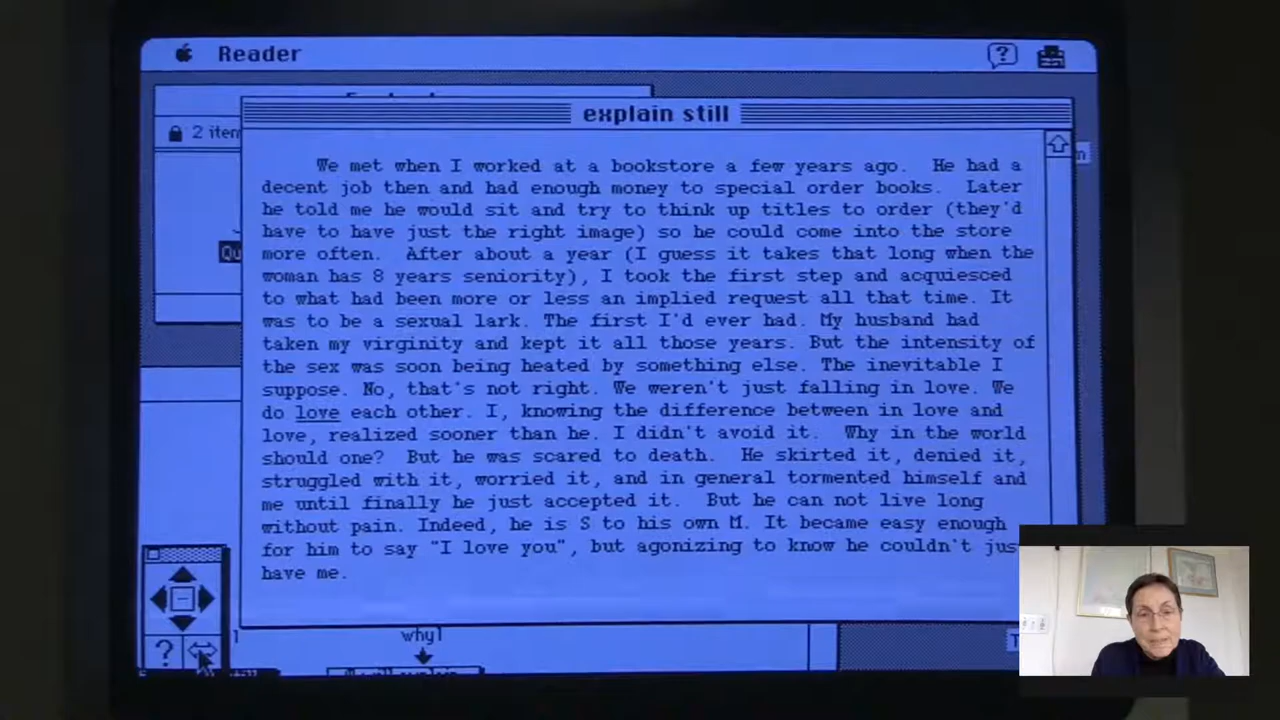 Reader
explain still
2 item
We met when I worked at a bookstore a few years ago. He had a
decent job then and had enough money to special order books. Later
he told me he would sit and try to think up titles to order (they'd
have to have just the right image) so he could come into the store
more often. After about a year (I guess it takes that long when the
woman has 8 years seniority), I took the first step and acquiesced
to what had been more or less an implied request all that time. It
was to be a sexual lark. The first I'd ever had. My husband had
taken my virginity and kept it all those years. But the intensity of
the sex was soon being heated by something else. The inevitable I
suppose. No, that's not right. We weren't just falling in love. We
do love each other. I, knowing the difference between in love and
love, realized sooner than he. I didn't avoid it. Why in the world
should one? But he was scared to death. He skirted it, denied it,
struggled with it, worried it, and in general tormented himself and
me until finally he just accepted it. But he can not live long
without pain. Indeed, he is S to his own M. It became easy enough
for him to say "I love you", but agonizing to know he couldn't jus
have me.
Qu
why1
?